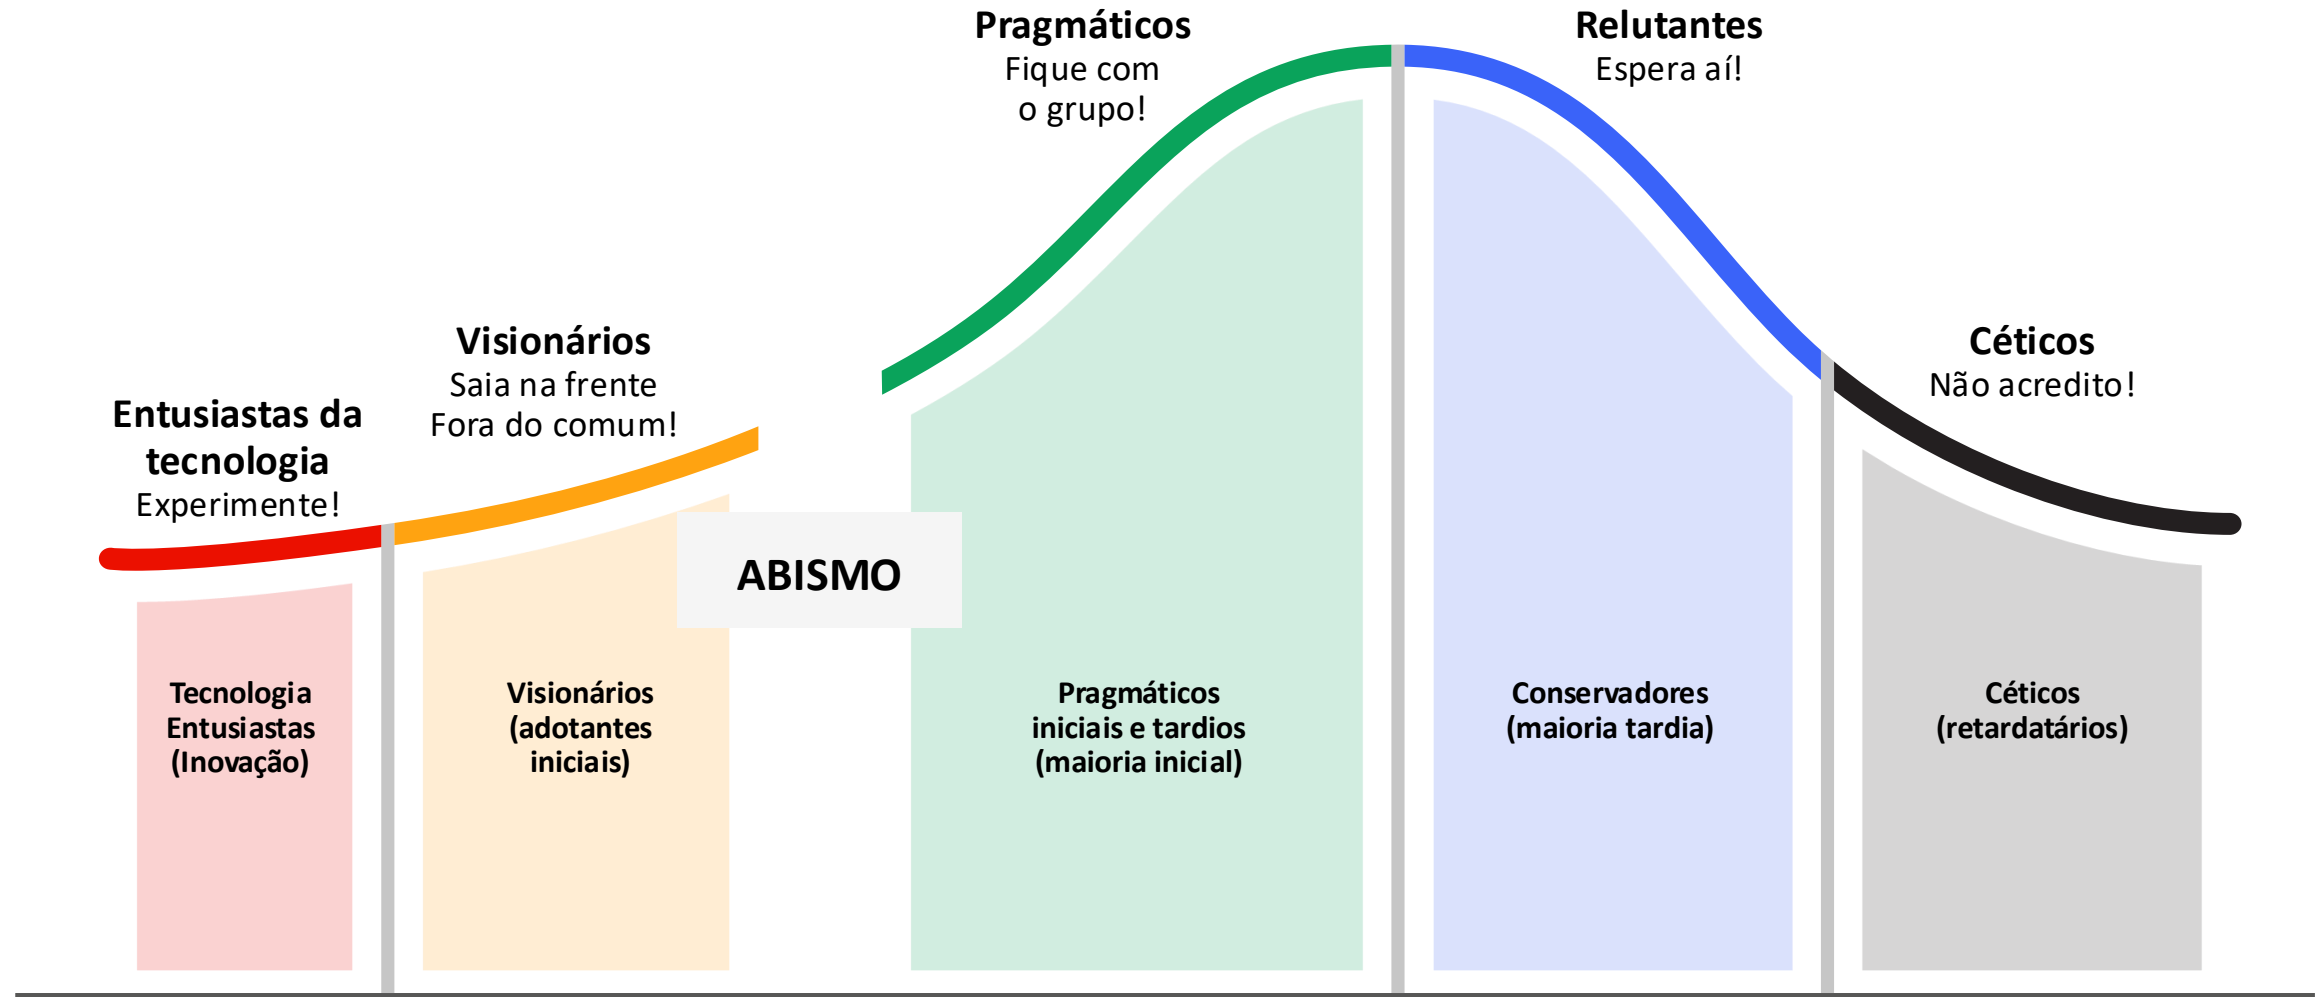 Pragmáticos
Fique com
o grupo!
Relutantes
Espera aí!
Visionários
Saia na frente
Fora do comum!
Céticos
Não acredito!
Entusiastas da
tecnologia
Experimente!
ABISMO
Tecnologia
Entusiastas
(Inovação)
Visionários
(adotantes
iniciais)
Pragmáticos
iniciais e tardios
(maioria inicial)
Conservadores
(maioria tardia)
Céticos
(retardatários)